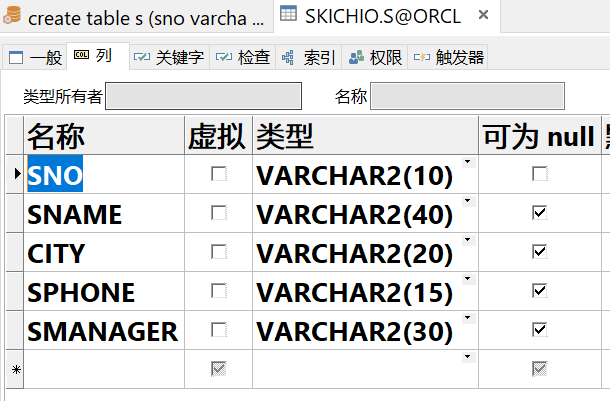 create table s (sno varcha ... SKICHIO.S@ORCL
一般 列 关键字 检查 索引 权限 触发器
类型所有者 名称
名称 虚拟 类型 可为 null
SNO VARCHAR2(10)
SNAME VARCHAR2(40)
CITY VARCHAR2(20)
SPHONE VARCHAR2(15)
SMANAGER VARCHAR2(30)